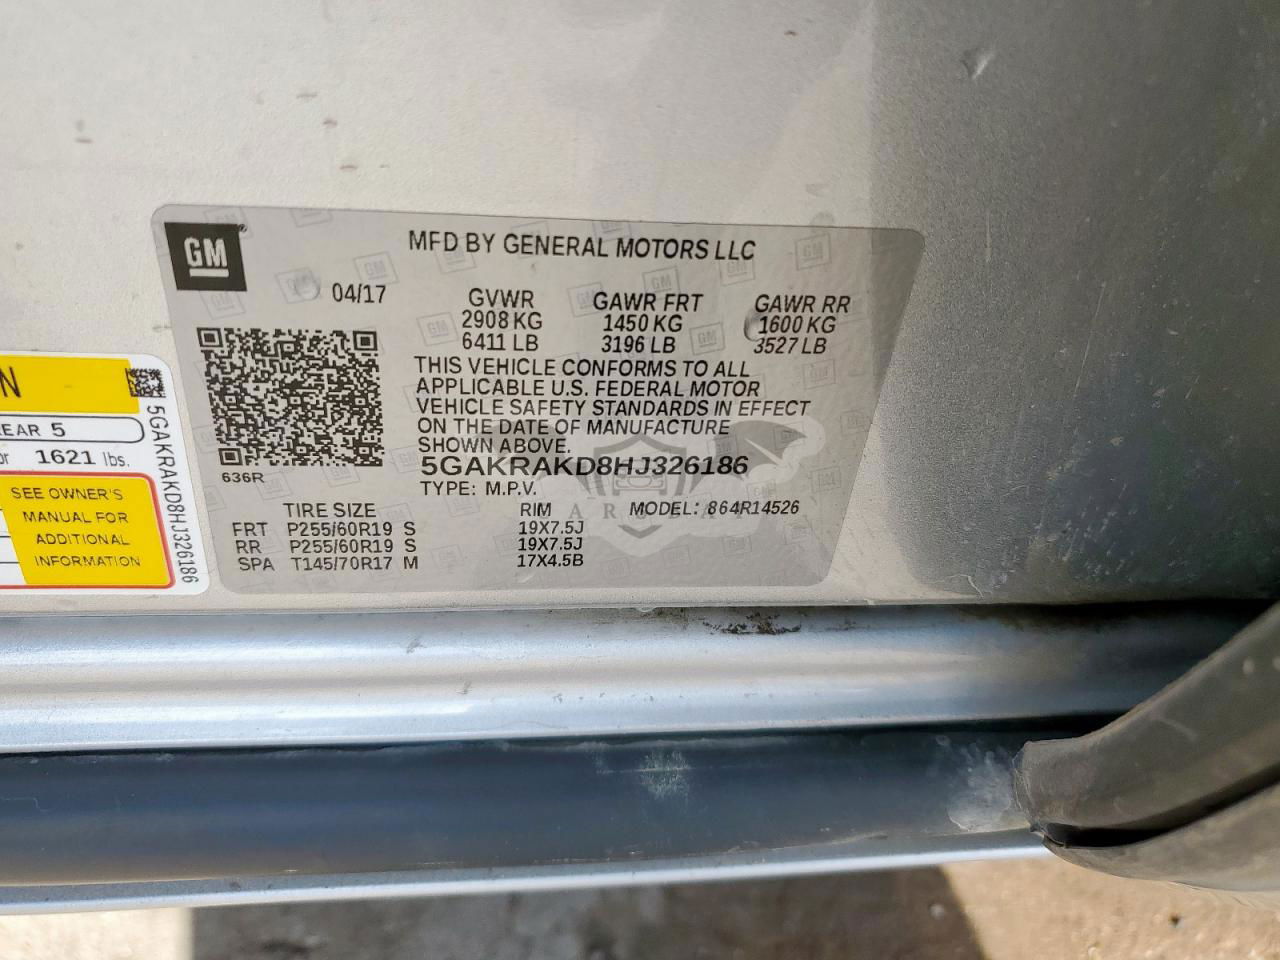 GM
MFD BY GENERAL MOTORS LLC
04/17
GVWR GAWR FRT GAWR RR
2908 KG 1450 KG 1600 KG
6411 LB 3196 LB 3527 LB
THIS VEHICLE CONFORMS TO ALL
APPLICABLE U.S. FEDERAL MOTOR
VEHICLE SAFETY STANDARDS IN EFFECT
ON THE DATE OF MANUFACTURE
SHOWN ABOVE.
5GAKRAKD8HJ326186
636R
TYPE: M.P.V.
TIRE SIZE RIM MODEL: 864R14526
FRT P255/60R19 S 19X7.5J
RR P255/60R19 S 19X7.5J
SPA T145/70R17 M 17X4.5B
N
EAR 5
or 1621 lbs.
SEE OWNER'S
MANUAL FOR
ADDITIONAL
INFORMATION
5GAKRAKD8HJ326186